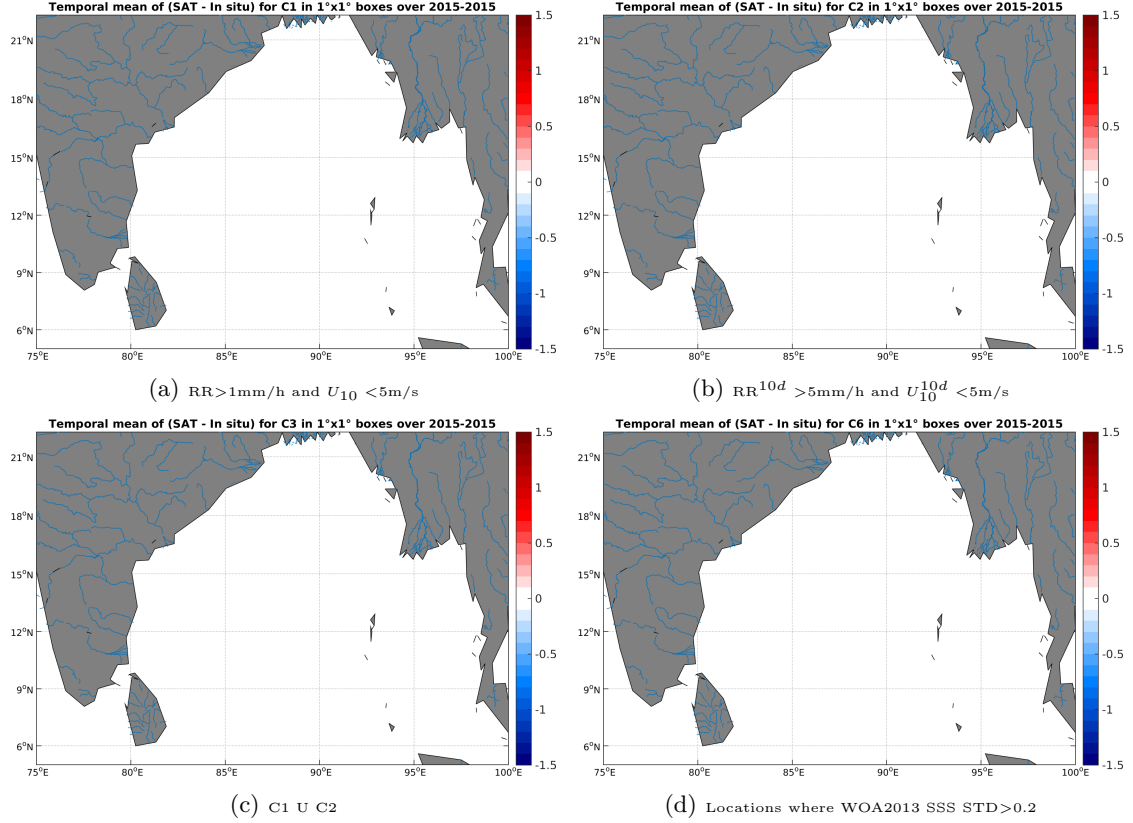 Temporal mean of (SAT - In situ) for C1 in 1°x1° boxes over 2015-2015
21°N
18°N
15°N
12°N
9°N
6°N
75°E 80°E 85°E 90°E 95°E 100°E
1.5
1
0.5
0
-0.5
-1
-1.5
(a) RR>1mm/h and U10 <5m/s
Temporal mean of (SAT - In situ) for C2 in 1°x1° boxes over 2015-2015
21°N
18°N
15°N
12°N
9°N
6°N
75°E 80°E 85°E 90°E 95°E 100°E
1.5
1
0.5
0
-0.5
-1
-1.5
(b) RR^10d >5mm/h and U10^10d <5m/s
Temporal mean of (SAT - In situ) for C3 in 1°x1° boxes over 2015-2015
21°N
18°N
15°N
12°N
9°N
6°N
75°E 80°E 85°E 90°E 95°E 100°E
1.5
1
0.5
0
-0.5
-1
-1.5
(c) C1 U C2
Temporal mean of (SAT - In situ) for C6 in 1°x1° boxes over 2015-2015
21°N
18°N
15°N
12°N
9°N
6°N
75°E 80°E 85°E 90°E 95°E 100°E
1.5
1
0.5
0
-0.5
-1
-1.5
(d) Locations where WOA2013 SSS STD>0.2